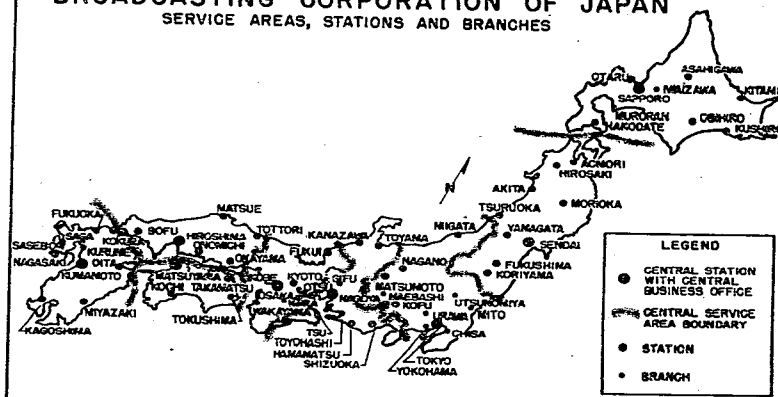 BROADCASTING CORPORATION OF JAPAN
SERVICE AREAS, STATIONS AND BRANCHES
OTARU
ASAHIGAWA
SAPPORO
IWAIZAWA
KITAMI
MURORAN
HAKODATE
OBIHIRO
KUSHIRO
AOMORI
HIROSAKI
AKITA
MORIOKA
TSURUOKA
YAMAGATA
SENDAI
NIIGATA
FUKUSHIMA
KORIYAMA
N
MATSUE
TOTTORI
KANAZAWA
TOYAMA
FUKUI
NAGANO
MATSUMOTO
MAEBASHI
KOFU
UTSUNOMIYA
MITO
URAWA
CHIBA
TOKYO
YOKOHAMA
FUKUOKA
SAGA
KOKURA
BOFU
HIROSHIMA
ONOMICHI
OKAYAMA
SASEBO
KURUME
NAGASAKI
OITA
KUMAMOTO
MATSUYAMA
KOCHI
TAKAMATSU
KOBE
KYOTO
OTSU
GIFU
OSAKA
NARA
NAGOYA
WAKAYAMA
TOKUSHIMA
MIYAZAKI
KAGOSHIMA
TSU
TOYOHASHI
HAMAMATSU
SHIZUOKA
LEGEND
CENTRAL STATION
WITH CENTRAL
BUSINESS OFFICE
CENTRAL SERVICE
AREA BOUNDARY
STATION
BRANCH